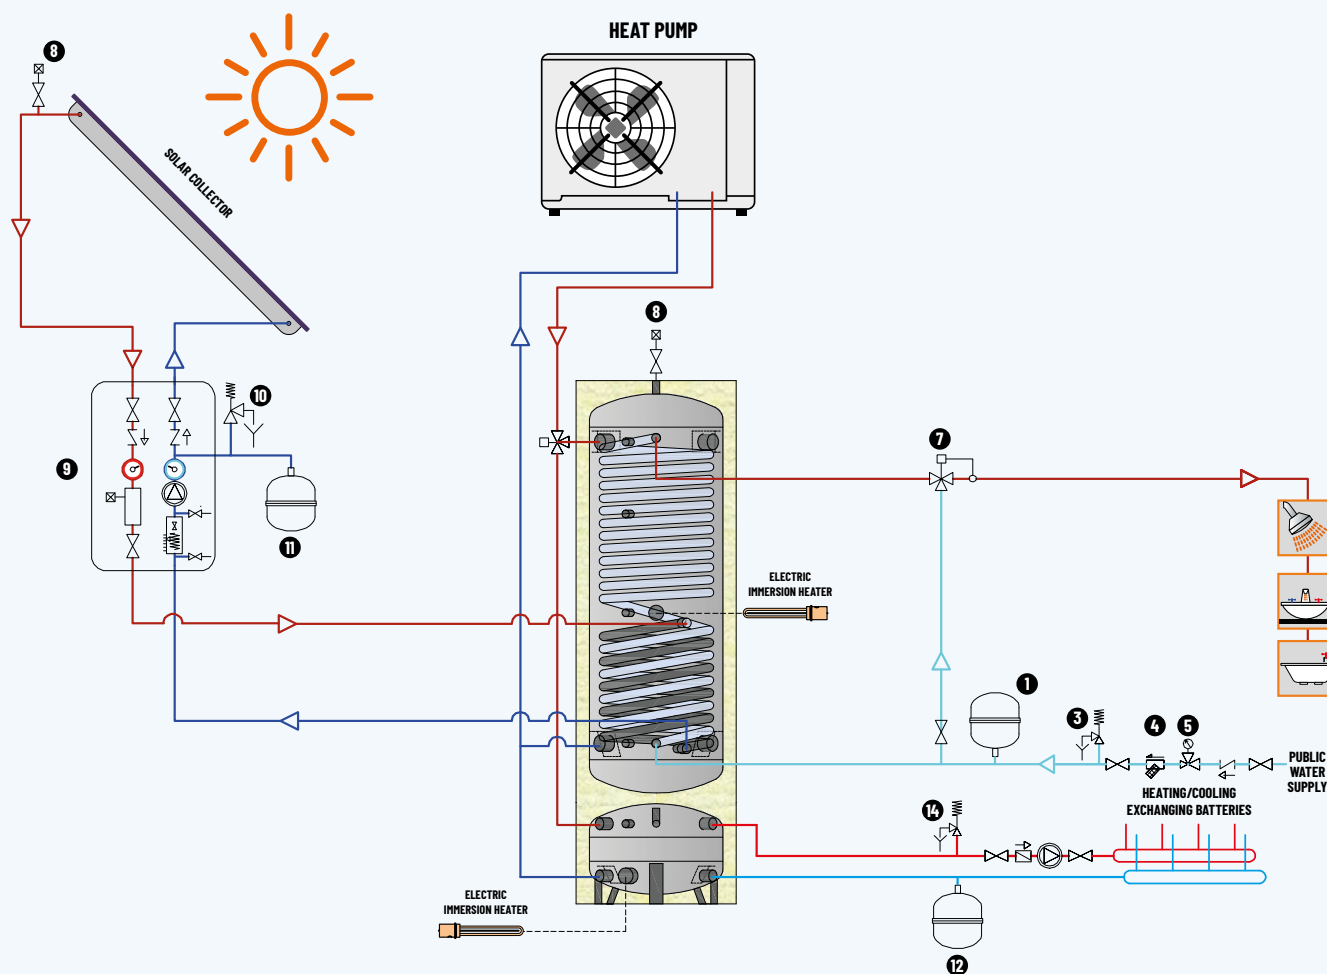 HEAT PUMP
8
SOLAR COLLECTOR
8
10
7
9
11
ELECTRIC
IMMERSION HEATER
1
3
4
5
PUBLIC
WATER
SUPPLY
HEATING/COOLING
EXCHANGING BATTERIES
14
ELECTRIC
IMMERSION HEATER
12